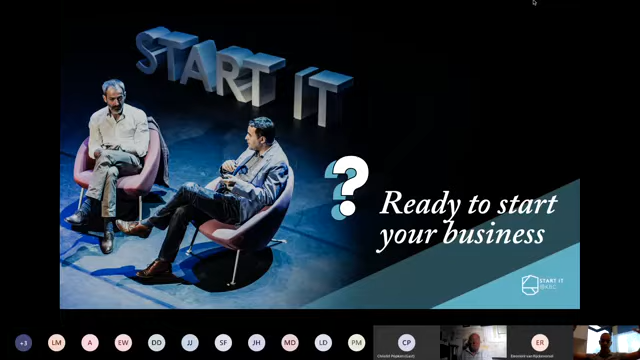 START IT
?
Ready to start
your business
START IT
@KBC
+3
LM
A
EW
DD
JJ
SF
JH
MD
LD
PM
CP
ER